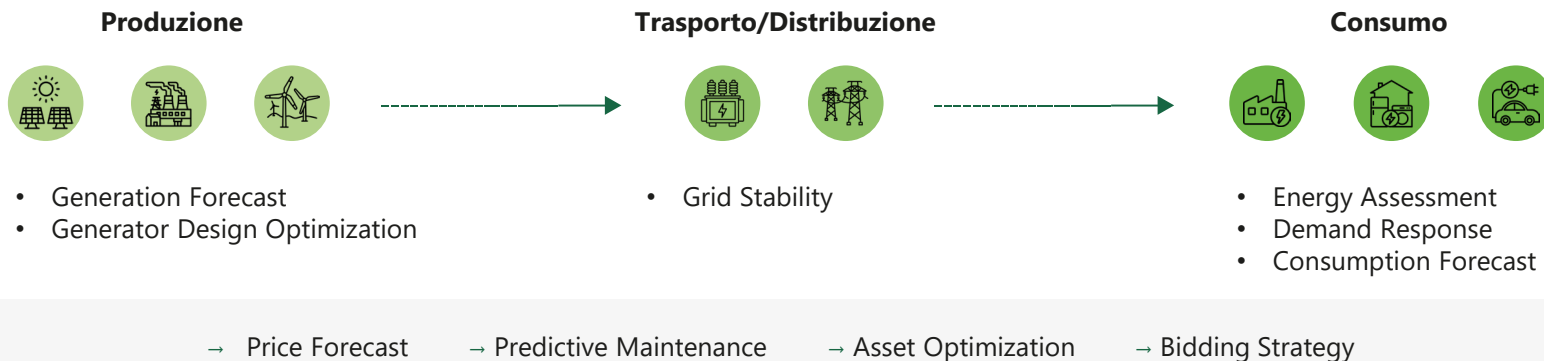 Produzione
Trasporto/Distribuzione
Consumo
• Generation Forecast
• Generator Design Optimization
• Grid Stability
• Energy Assessment
• Demand Response
• Consumption Forecast
→ Price Forecast → Predictive Maintenance → Asset Optimization → Bidding Strategy